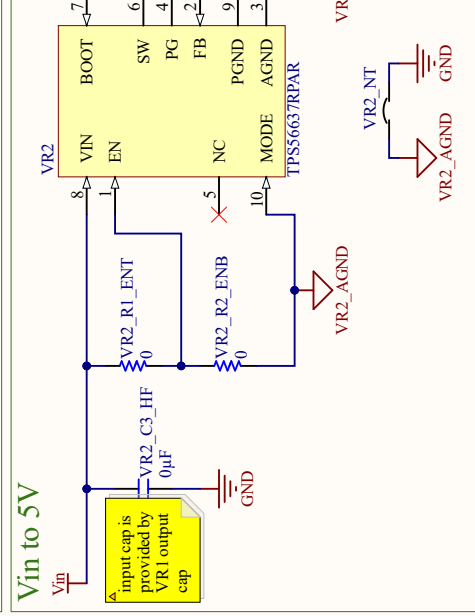 Vin to 5V
Vin
input cap is
provided by
VR1 output
cap
VR2_C3_HF
0µF
GND
VR2_R1_ENT
0
VR2_R2_ENB
0
VR2_AGND
VR2
8
VIN
1
EN
5
NC
10
MODE
7
BOOT
6
SW
4
PG
2
FB
9
PGND
3
AGND
TPS56637RPAR
VR2_NT
GND
VR2_AGND
VR